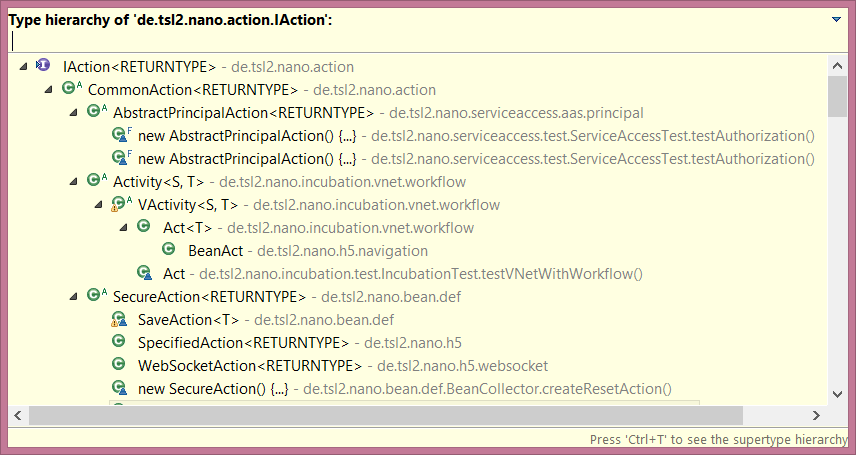 Type hierarchy of 'de.tsl2.nano.action.IAction':
IAction<RETURNTYPE> - de.tsl2.nano.action
CommonAction<RETURNTYPE> - de.tsl2.nano.action
AbstractPrincipalAction<RETURNTYPE> - de.tsl2.nano.serviceaccess.aas.principal
new AbstractPrincipalAction() {...} - de.tsl2.nano.serviceaccess.test.ServiceAccessTest.testAuthorization()
new AbstractPrincipalAction() {...} - de.tsl2.nano.serviceaccess.test.ServiceAccessTest.testAuthorization()
Activity<S, T> - de.tsl2.nano.incubation.vnet.workflow
VActivity<S, T> - de.tsl2.nano.incubation.vnet.workflow
Act<T> - de.tsl2.nano.incubation.vnet.workflow
BeanAct - de.tsl2.nano.h5.navigation
Act - de.tsl2.nano.incubation.test.IncubationTest.testVNetWithWorkflow()
SecureAction<RETURNTYPE> - de.tsl2.nano.bean.def
SaveAction<T> - de.tsl2.nano.bean.def
SpecifiedAction<RETURNTYPE> - de.tsl2.nano.h5
WebSocketAction<RETURNTYPE> - de.tsl2.nano.h5.websocket
new SecureAction() {...} - de.tsl2.nano.bean.def.BeanCollector.createResetAction()
Press 'Ctrl+T' to see the supertype hierarchy